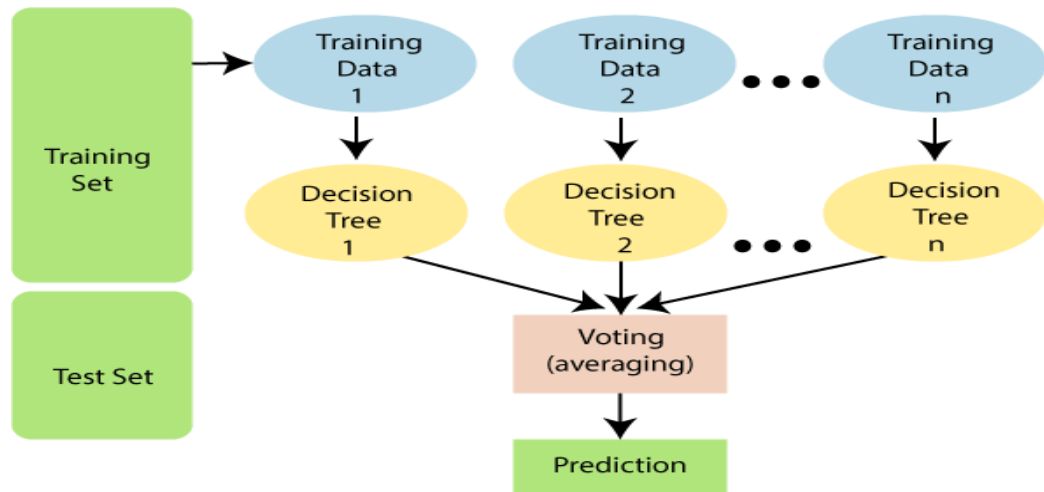 Training
Set
Test Set
Training
Data
1
Training
Data
2
Training
Data
n
Decision
Tree
1
Decision
Tree
2
Decision
Tree
n
Voting
(averaging)
Prediction